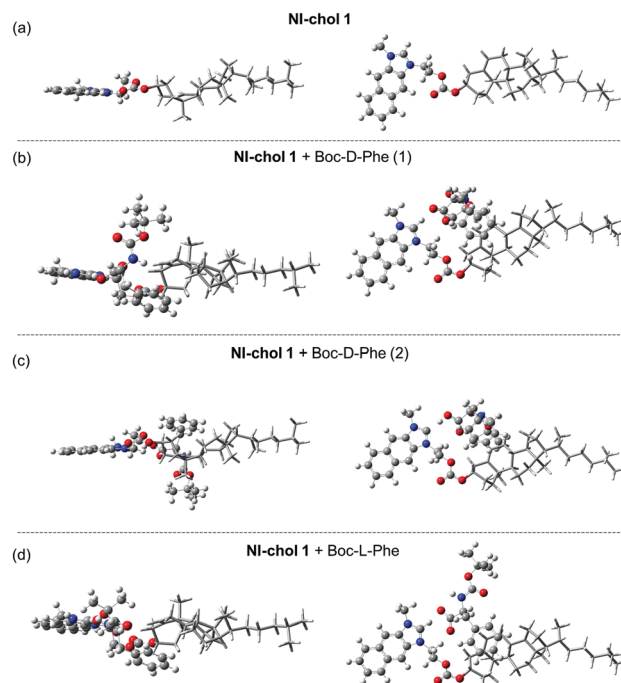 (a)
NI-chol 1
(b)
NI-chol 1 + Boc-D-Phe (1)
(c)
NI-chol 1 + Boc-D-Phe (2)
(d)
NI-chol 1 + Boc-L-Phe